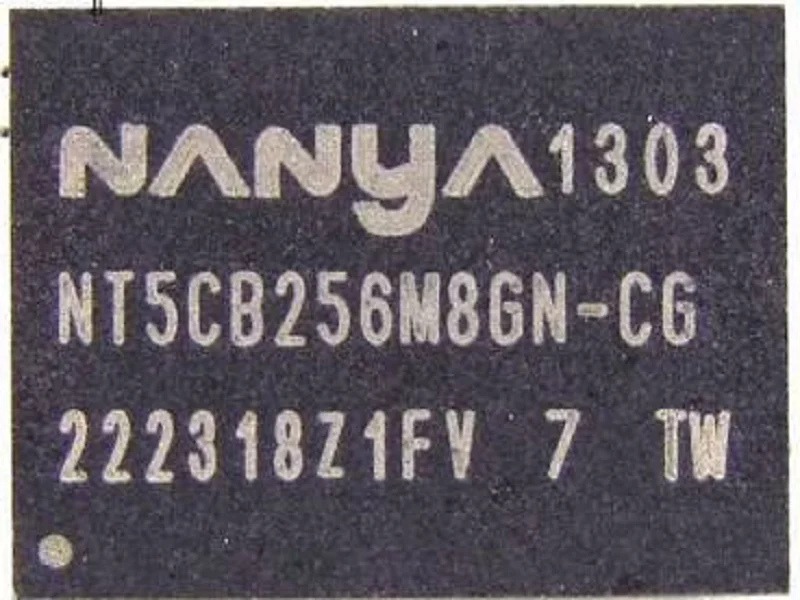 NANYA 1303
NT5CB256M8GN-CG
222318Z1FV 7 TW